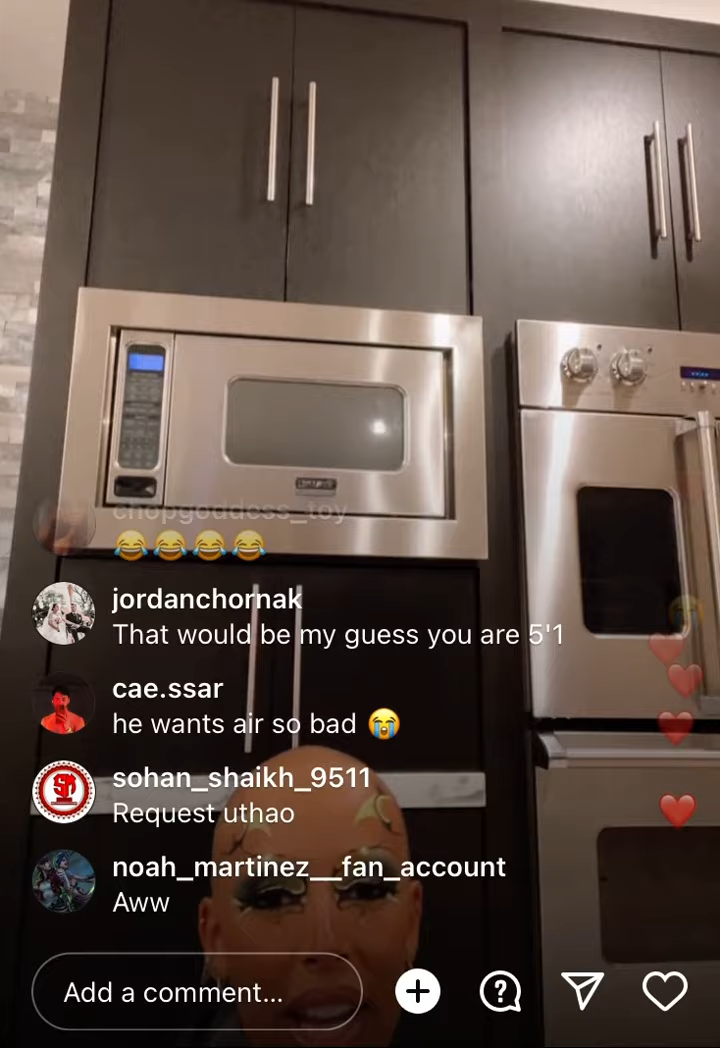 chopgoddess_toy
😂😂😂😂
jordanchornak
That would be my guess you are 5'1
cae.ssar
he wants air so bad 😭
sohan_shaikh_9511
Request uthao
noah_martinez__fan_account
Aww
Add a comment...